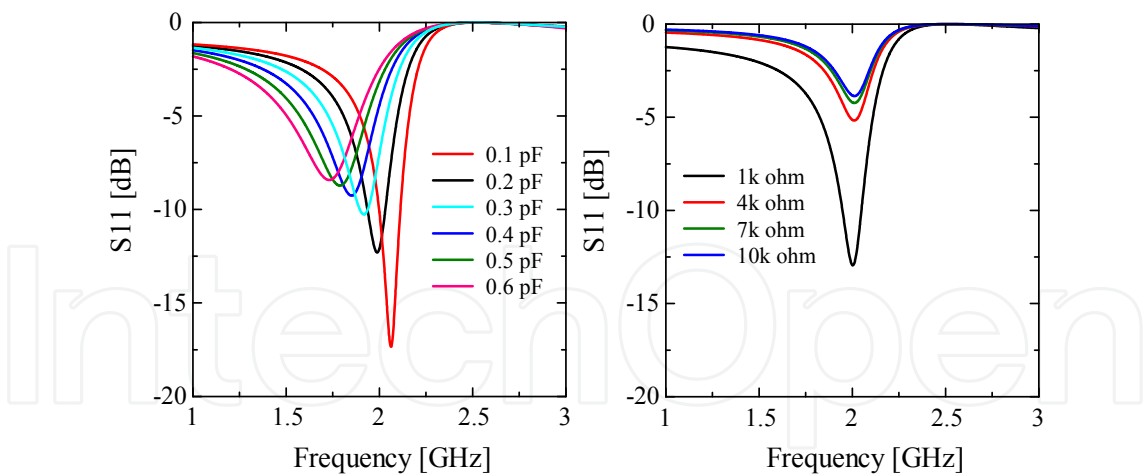 0
-5
-10
-15
-20
S11 [dB]
1
1.5
2
2.5
3
Frequency [GHz]
0.1 pF
0.2 pF
0.3 pF
0.4 pF
0.5 pF
0.6 pF
0
-5
-10
-15
-20
S11 [dB]
1
1.5
2
2.5
3
Frequency [GHz]
1k ohm
4k ohm
7k ohm
10k ohm
IntechOpen